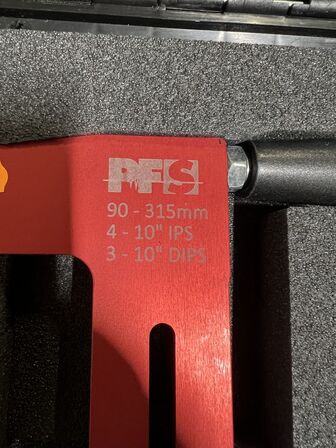 PFS
90 - 315mm
4 - 10" IPS
3 - 10" DIPS